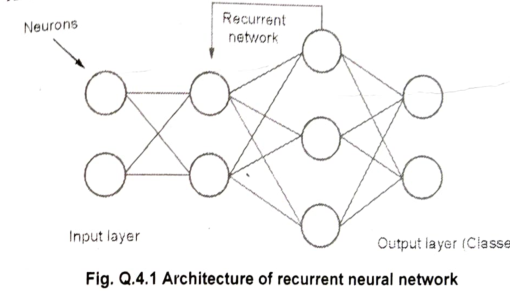 Neurons
Recurrent
network
Input layer
Output layer (Classe
Fig. Q.4.1 Architecture of recurrent neural network